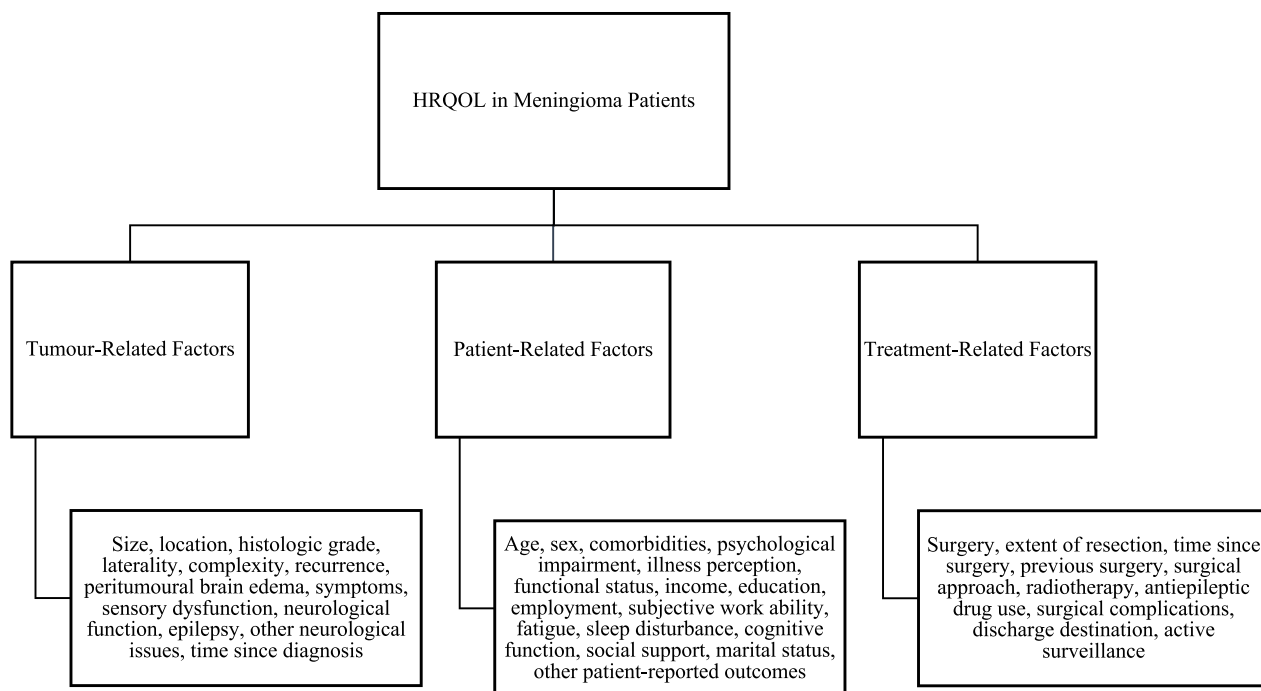 HRQOL in Meningioma Patients
Tumour-Related Factors
Patient-Related Factors
Treatment-Related Factors
Size, location, histologic grade,
laterality, complexity, recurrence,
peritumoural brain edema, symptoms,
sensory dysfunction, neurological
function, epilepsy, other neurological
issues, time since diagnosis
Age, sex, comorbidities, psychological
impairment, illness perception,
functional status, income, education,
employment, subjective work ability,
fatigue, sleep disturbance, cognitive
function, social support, marital status,
other patient-reported outcomes
Surgery, extent of resection, time since
surgery, previous surgery, surgical
approach, radiotherapy, antiepileptic
drug use, surgical complications,
discharge destination, active
surveillance